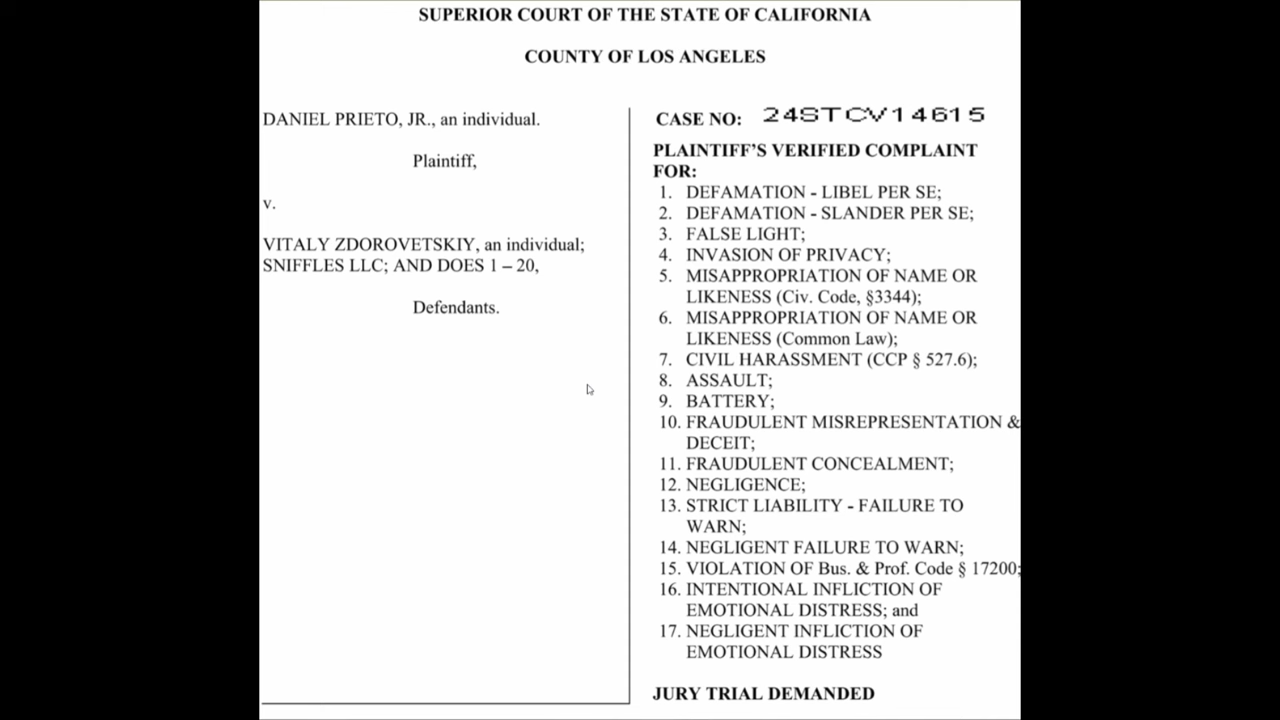 SUPERIOR COURT OF THE STATE OF CALIFORNIA
COUNTY OF LOS ANGELES
DANIEL PRIETO, JR., an individual.
Plaintiff,
v.
VITALY ZDOROVETSKIY, an individual;
SNIFFLES LLC; AND DOES 1 – 20,
Defendants.
CASE NO: 24STCV14615
PLAINTIFF'S VERIFIED COMPLAINT
FOR:
1. DEFAMATION - LIBEL PER SE;
2. DEFAMATION - SLANDER PER SE;
3. FALSE LIGHT;
4. INVASION OF PRIVACY;
5. MISAPPROPRIATION OF NAME OR
LIKENESS (Civ. Code, §3344);
6. MISAPPROPRIATION OF NAME OR
LIKENESS (Common Law);
7. CIVIL HARASSMENT (CCP § 527.6);
8. ASSAULT;
9. BATTERY;
10. FRAUDULENT MISREPRESENTATION &
DECEIT;
11. FRAUDULENT CONCEALMENT;
12. NEGLIGENCE;
13. STRICT LIABILITY - FAILURE TO
WARN;
14. NEGLIGENT FAILURE TO WARN;
15. VIOLATION OF Bus. & Prof. Code § 17200;
16. INTENTIONAL INFLICTION OF
EMOTIONAL DISTRESS; and
17. NEGLIGENT INFLICTION OF
EMOTIONAL DISTRESS
JURY TRIAL DEMANDED